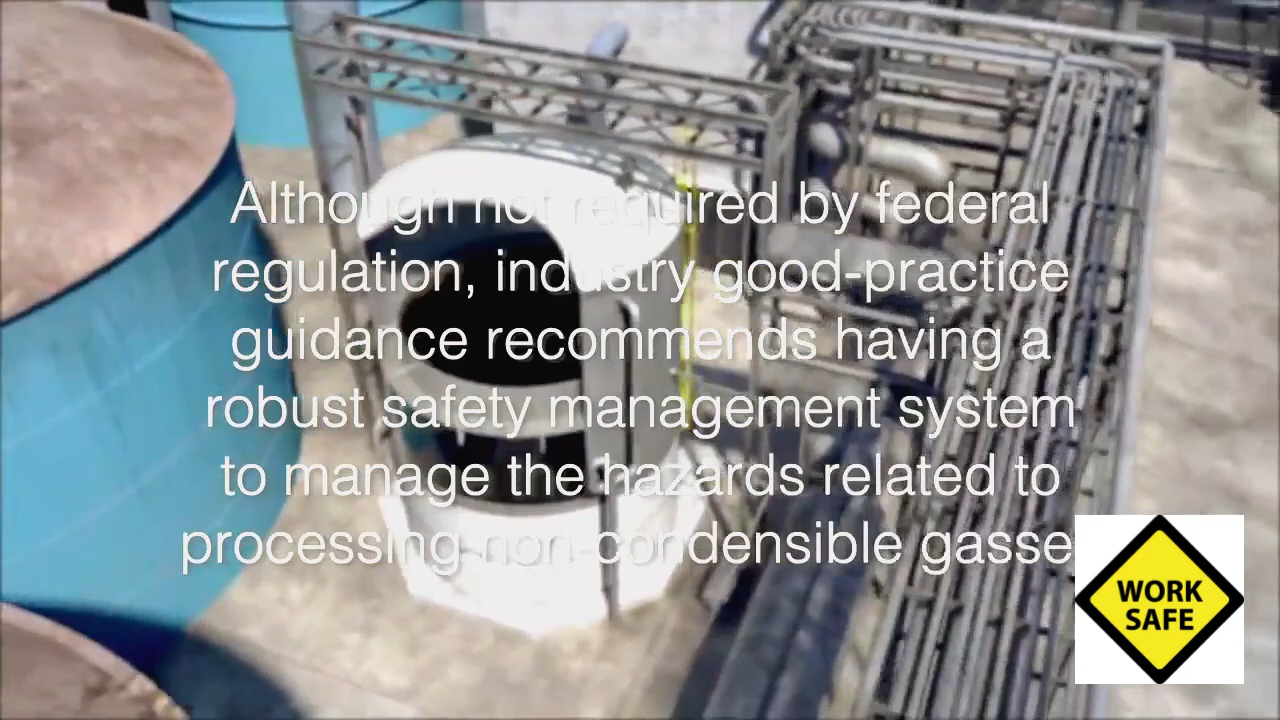 Although not required by federal
regulation, industry good-practice
guidance recommends having a
robust safety management system
to manage the hazards related to
processing non-condensible gasse
WORK
SAFE